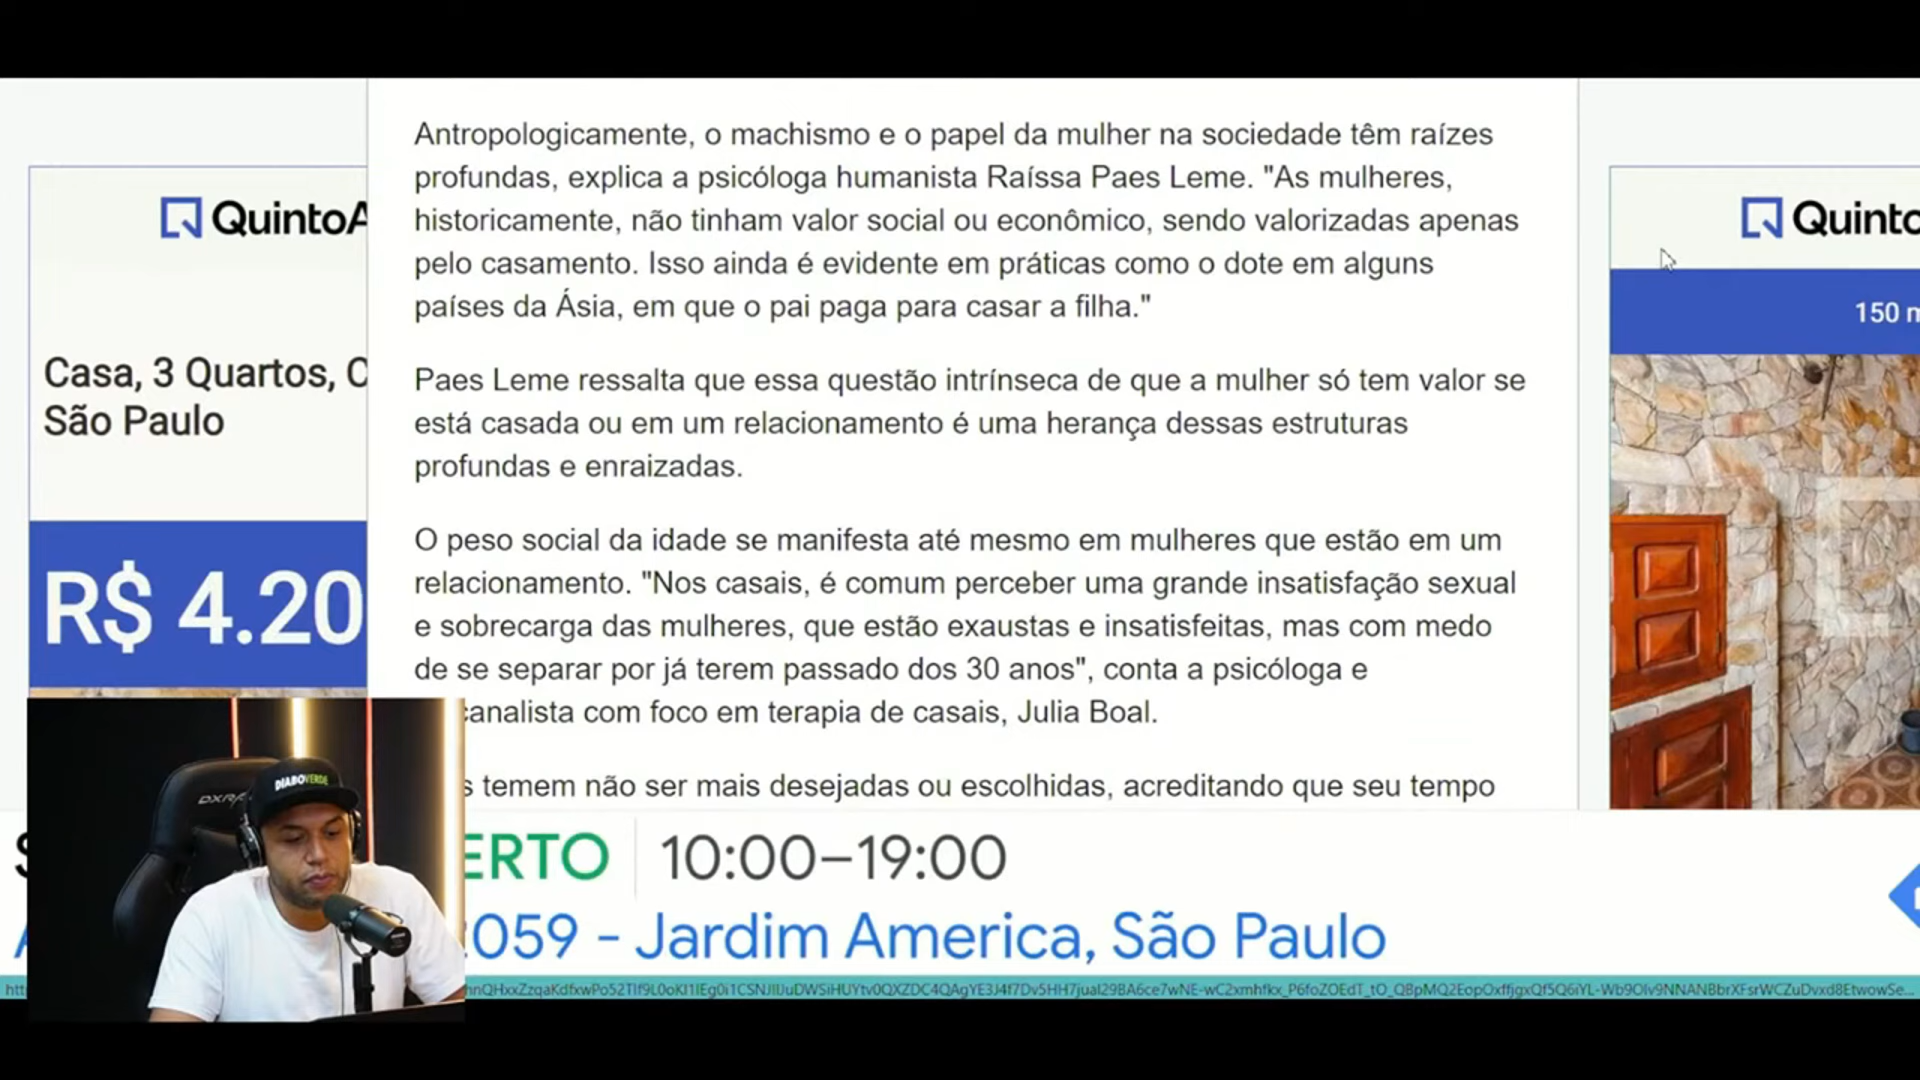 Antropologicamente, o machismo e o papel da mulher na sociedade têm raízes
profundas, explica a psicóloga humanista Raíssa Paes Leme. "As mulheres,
historicamente, não tinham valor social ou econômico, sendo valorizadas apenas
pelo casamento. Isso ainda é evidente em práticas como o dote em alguns
países da Ásia, em que o pai paga para casar a filha."
Paes Leme ressalta que essa questão intrínseca de que a mulher só tem valor se
está casada ou em um relacionamento é uma herança dessas estruturas
profundas e enraizadas.
O peso social da idade se manifesta até mesmo em mulheres que estão em um
relacionamento. "Nos casais, é comum perceber uma grande insatisfação sexual
e sobrecarga das mulheres, que estão exaustas e insatisfeitas, mas com medo
de se separar por já terem passado dos 30 anos", conta a psicóloga e
canalista com foco em terapia de casais, Julia Boal.
s temem não ser mais desejadas ou escolhidas, acreditando que seu tempo
QuintoA
Casa, 3 Quartos, C
São Paulo
R$ 4.20
Quinto
150 m
DIABOVERDE
ERTO 10:00–19:00
059 - Jardim America, São Paulo